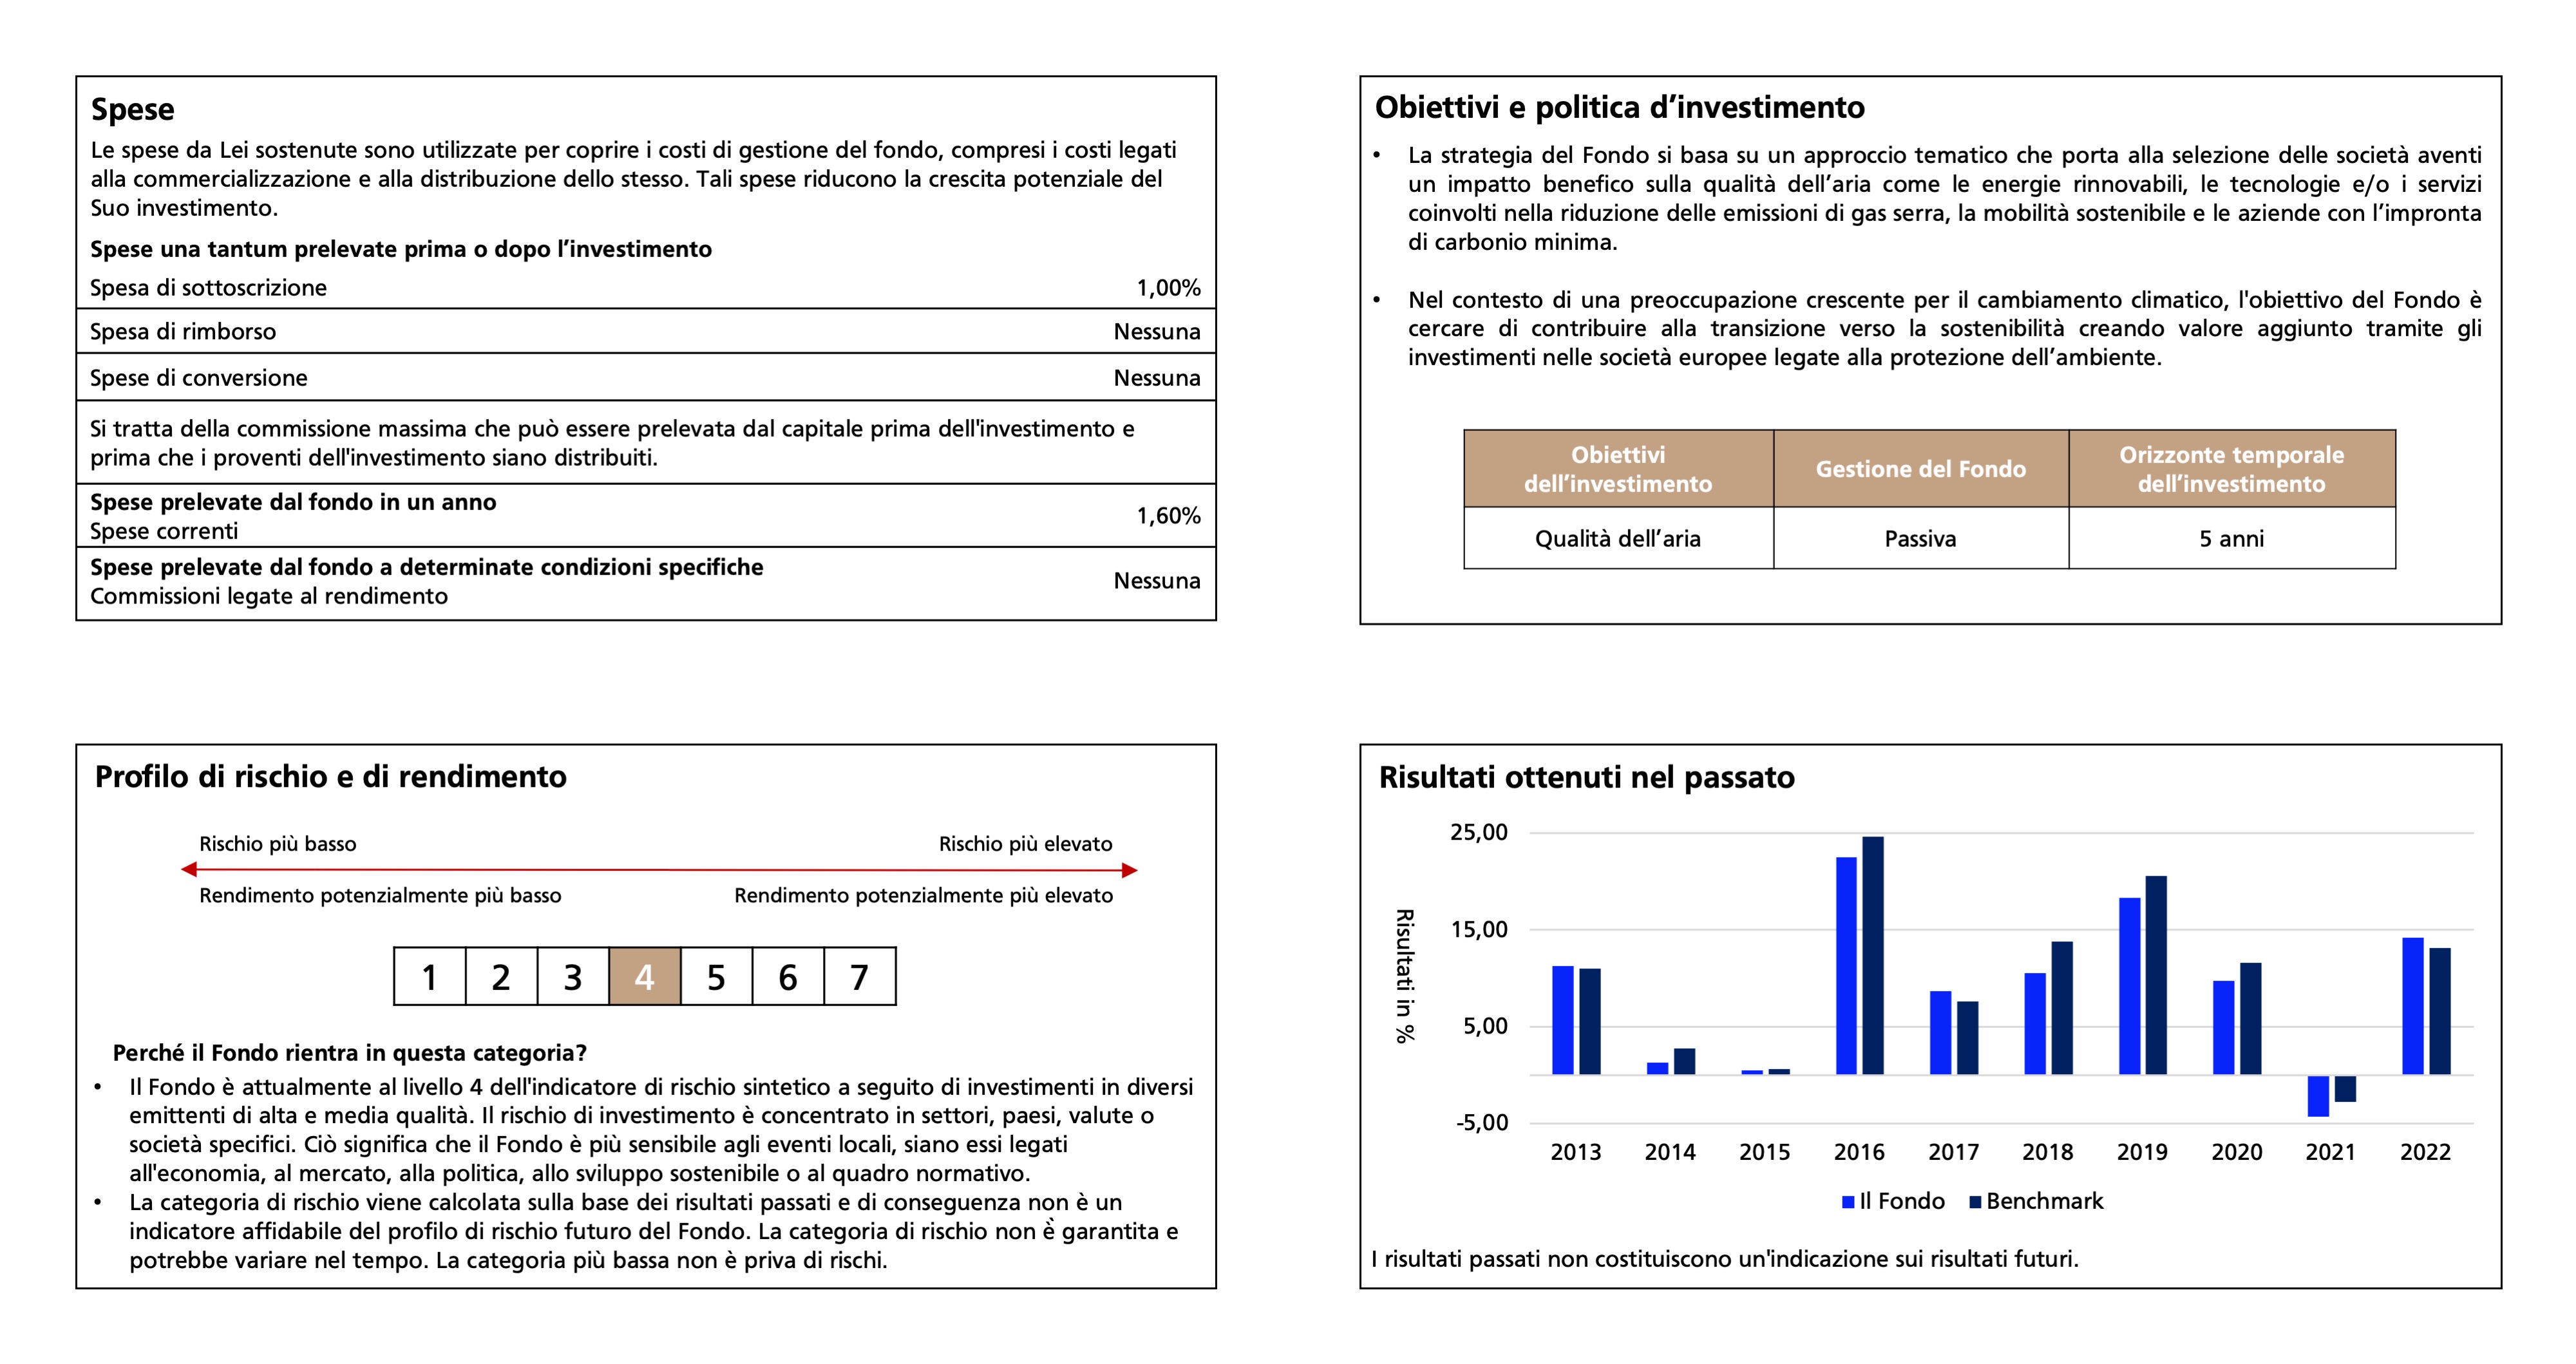 Spese
Le spese da Lei sostenute sono utilizzate per coprire i costi di gestione del fondo, compresi i costi legati
alla commercializzazione e alla distribuzione dello stesso. Tali spese riducono la crescita potenziale del
Suo investimento.
Spese una tantum prelevate prima o dopo l’investimento
Spesa di sottoscrizione 1,00%
Spesa di rimborso Nessuna
Spese di conversione Nessuna
Si tratta della commissione massima che può essere prelevata dal capitale prima dell'investimento e
prima che i proventi dell'investimento siano distribuiti.
Spese prelevate dal fondo in un anno
Spese correnti 1,60%
Spese prelevate dal fondo a determinate condizioni specifiche
Commissioni legate al rendimento Nessuna
Obiettivi e politica d’investimento
• La strategia del Fondo si basa su un approccio tematico che porta alla selezione delle società aventi
un impatto benefico sulla qualità dell’aria come le energie rinnovabili, le tecnologie e/o i servizi
coinvolti nella riduzione delle emissioni di gas serra, la mobilità sostenibile e le aziende con l’impronta
di carbonio minima.
• Nel contesto di una preoccupazione crescente per il cambiamento climatico, l'obiettivo del Fondo è
cercare di contribuire alla transizione verso la sostenibilità creando valore aggiunto tramite gli
investimenti nelle società europee legate alla protezione dell’ambiente.
Obiettivi
dell’investimento
Gestione del Fondo
Orizzonte temporale
dell’investimento
Qualità dell’aria Passiva 5 anni
Profilo di rischio e di rendimento
Rischio più basso Rischio più elevato
Rendimento potenzialmente più basso Rendimento potenzialmente più elevato
1 2 3 4 5 6 7
Perché il Fondo rientra in questa categoria?
• Il Fondo è attualmente al livello 4 dell'indicatore di rischio sintetico a seguito di investimenti in diversi
emittenti di alta e media qualità. Il rischio di investimento è concentrato in settori, paesi, valute o
società specifici. Ciò significa che il Fondo è più sensibile agli eventi locali, siano essi legati
all'economia, al mercato, alla politica, allo sviluppo sostenibile o al quadro normativo.
• La categoria di rischio viene calcolata sulla base dei risultati passati e di conseguenza non è un
indicatore affidabile del profilo di rischio futuro del Fondo. La categoria di rischio non è̀ garantita e
potrebbe variare nel tempo. La categoria più bassa non è priva di rischi.
Risultati ottenuti nel passato
Risultati in %
25,00
15,00
5,00
-5,00
2013 2014 2015 2016 2017 2018 2019 2020 2021 2022
Il Fondo Benchmark
I risultati passati non costituiscono un'indicazione sui risultati futuri.